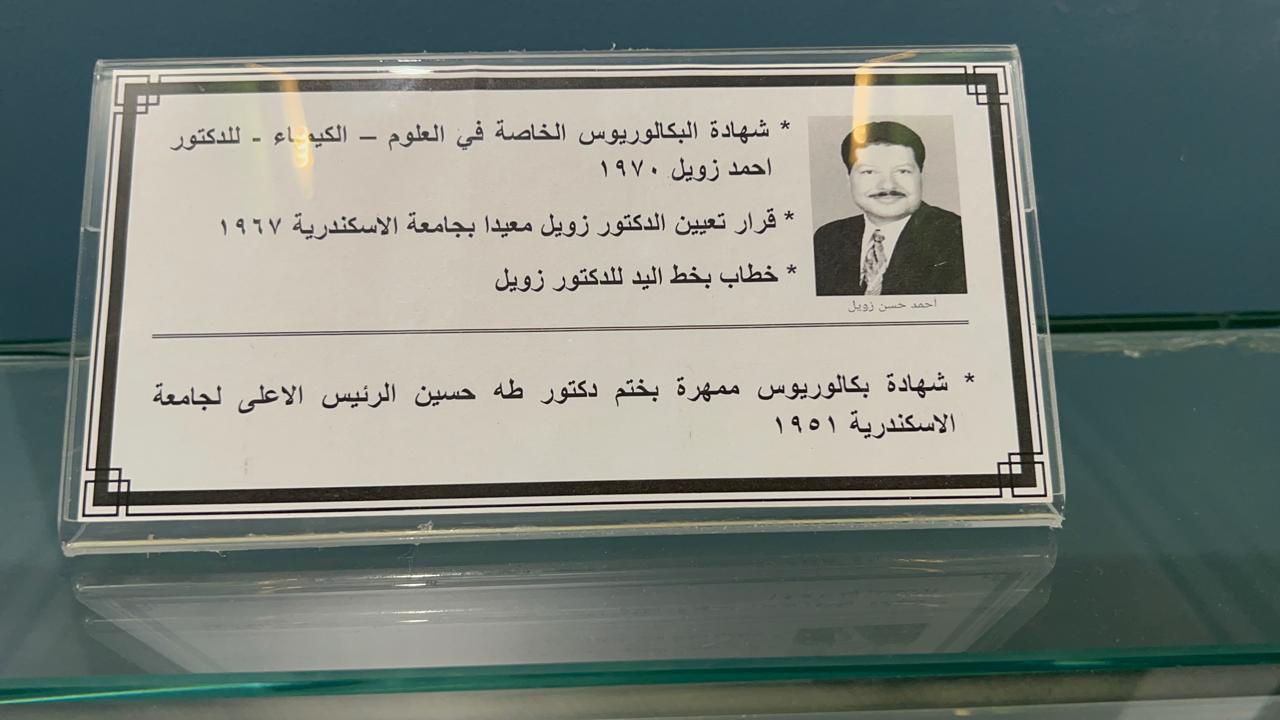 * شهادة البكالوريوس الخاصة في العلوم – الكيمياء - للدكتور
احمد زويل ١٩٧٠
* قرار تعيين الدكتور زويل معيدا بجامعة الاسكندرية ١٩٦٧
* خطاب بخط اليد للدكتور زويل
احمد حسن زويل
* شهادة بكالوريوس ممهرة بختم دكتور طه حسين الرئيس الاعلى لجامعة
الاسكندرية ١٩٥١